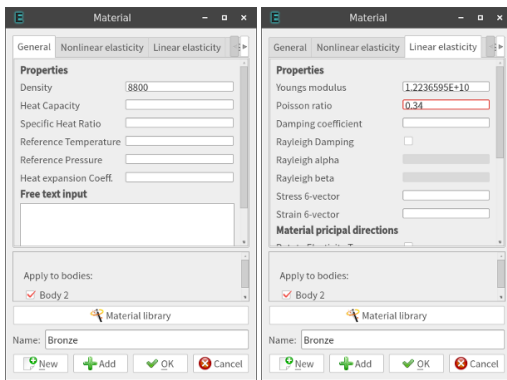 Material
General Nonlinear elasticity Linear elasticity
Properties
Density 8800
Heat Capacity
Specific Heat Ratio
Reference Temperature
Reference Pressure
Heat expansion Coeff.
Free text input
Apply to bodies:
Body 2
Material library
Name: Bronze
New Add OK Cancel
Material
General Nonlinear elasticity Linear elasticity
Properties
Youngs modulus 1.2236595E+10
Poisson ratio 0.34
Damping coefficient
Rayleigh Damping
Rayleigh alpha
Rayleigh beta
Stress 6-vector
Strain 6-vector
Material pricipal directions
Apply to bodies:
Body 2
Material library
Name: Bronze
New Add OK Cancel